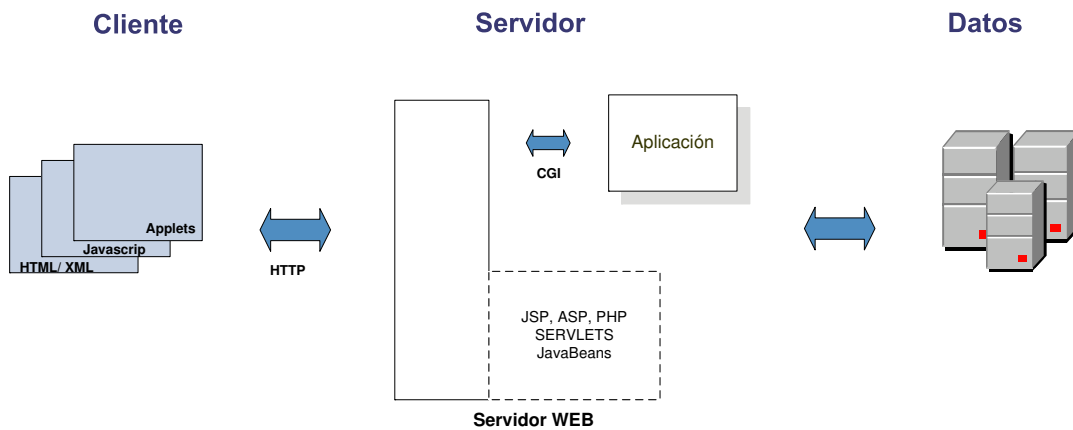 Cliente
Servidor
Datos
Aplicación
CGI
Applets
Javascrip
HTML/ XML
HTTP
JSP, ASP, PHP
SERVLETS
JavaBeans
Servidor WEB